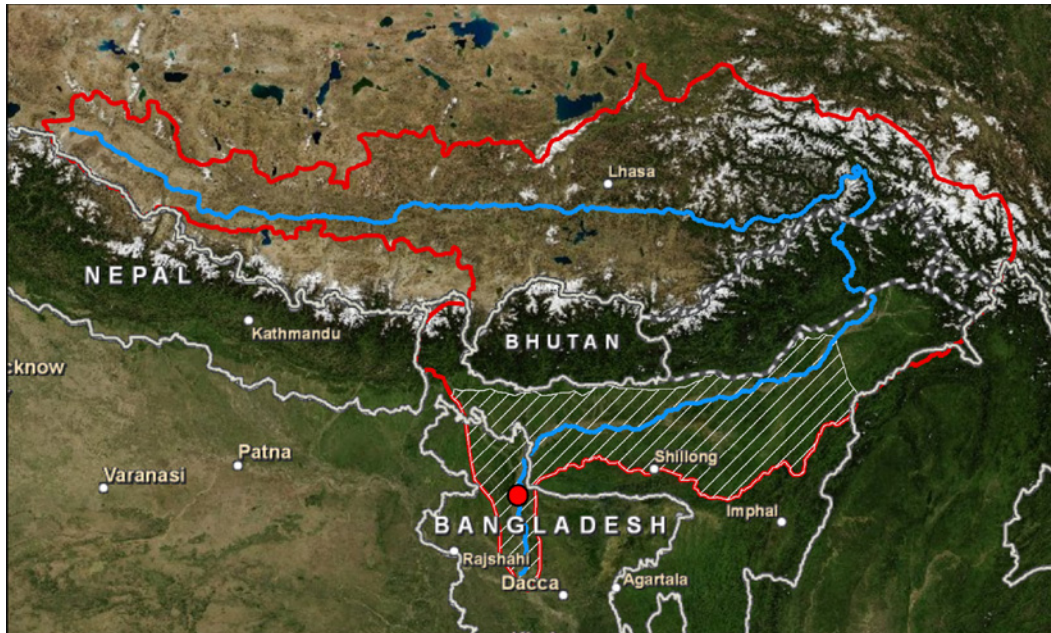 Lhasa
NEPAL
Kathmandu
BHUTAN
cknow
Patna
Varanasi
Shillong
Imphal
BANGLADESH
Rajshahi
Dacca
Agartala